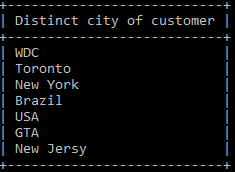 Distinct city of customer
WDC
Toronto
New York
Brazil
USA
GTA
New Jersy